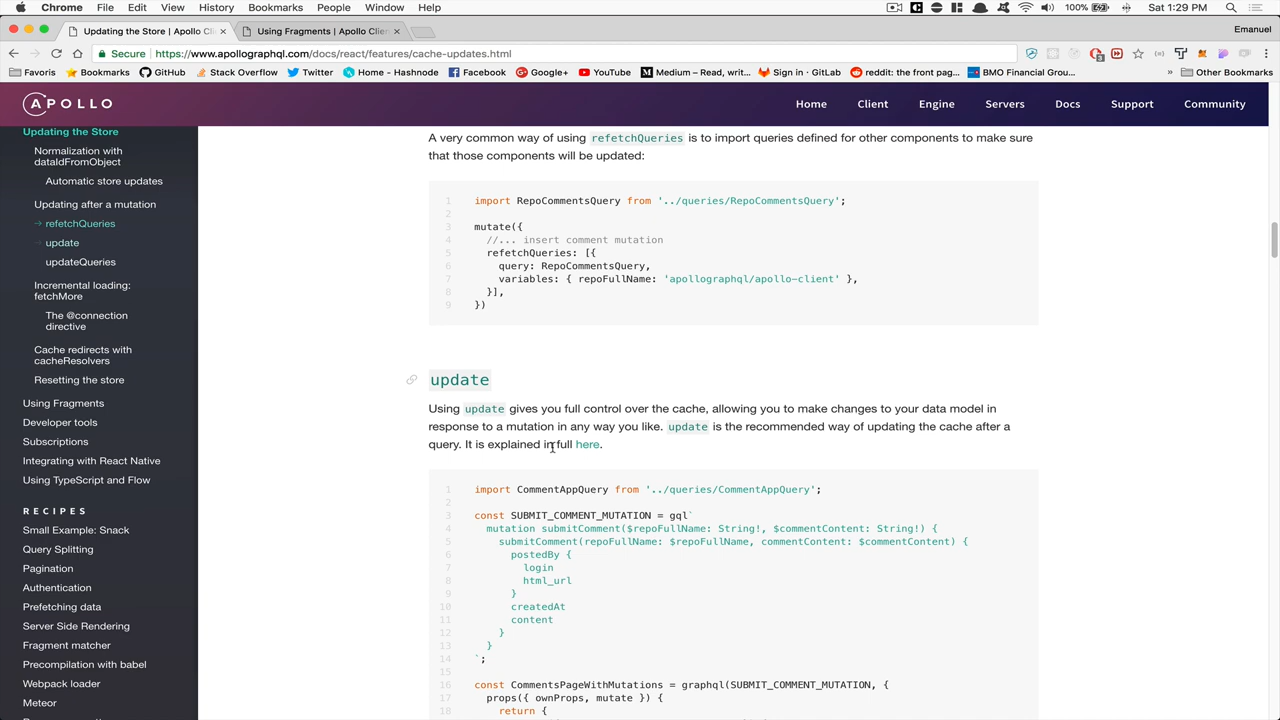 Chrome File Edit View History Bookmarks People Window Help 100% Sat 1:29 PM
Updating the Store | Apollo Cli × Using Fragments | Apollo Clien × Emanuel
Secure https://www.apollographql.com/docs/react/features/cache-updates.html
Favoris Bookmarks GitHub Stack Overflow Twitter Home - Hashnode Facebook Google+ YouTube Medium – Read, writ... Sign in · GitLab reddit: the front pag... BMO Financial Grou... » Other Bookmarks
APOLLO Home Client Engine Servers Docs Support Community
Updating the Store
Normalization with
dataIdFromObject
Automatic store updates
Updating after a mutation
refetchQueries
update
updateQueries
Incremental loading:
fetchMore
The @connection
directive
Cache redirects with
cacheResolvers
Resetting the store
Using Fragments
Developer tools
Subscriptions
Integrating with React Native
Using TypeScript and Flow
RECIPES
Small Example: Snack
Query Splitting
Pagination
Authentication
Prefetching data
Server Side Rendering
Fragment matcher
Precompilation with babel
Webpack loader
Meteor
A very common way of using refetchQueries is to import queries defined for other components to make sure
that those components will be updated:
1 import RepoCommentsQuery from '../queries/RepoCommentsQuery';
2
3 mutate({
4 //... insert comment mutation
5 refetchQueries: [{
6 query: RepoCommentsQuery,
7 variables: { repoFullName: 'apollographql/apollo-client' },
8 }],
9 })
update
Using update gives you full control over the cache, allowing you to make changes to your data model in
response to a mutation in any way you like. update is the recommended way of updating the cache after a
query. It is explained in full here.
1 import CommentAppQuery from '../queries/CommentAppQuery';
2
3 const SUBMIT_COMMENT_MUTATION = gql`
4 mutation submitComment($repoFullName: String!, $commentContent: String!) {
5 submitComment(repoFullName: $repoFullName, commentContent: $commentContent) {
6 postedBy {
7 login
8 html_url
9 }
10 createdAt
11 content
12 }
13 }
14 `;
15
16 const CommentsPageWithMutations = graphql(SUBMIT_COMMENT_MUTATION, {
17 props({ ownProps, mutate }) {
18 return {